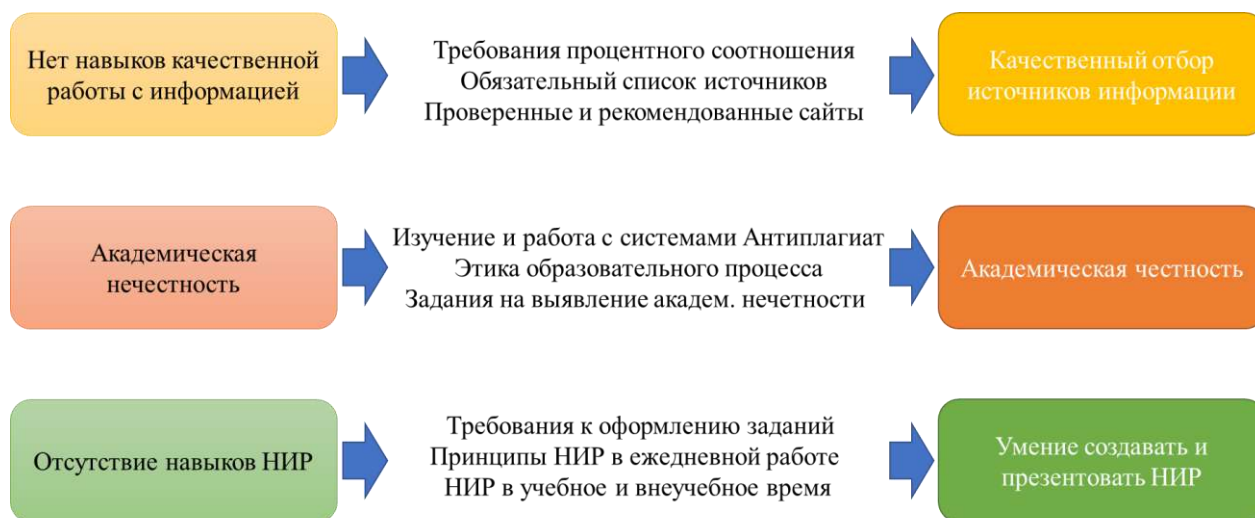 Нет навыков качественной
работы с информацией
Требования процентного соотношения
Обязательный список источников
Проверенные и рекомендованные сайты
Качественный отбор
источников информации
Академическая
нечестность
Изучение и работа с системами Антиплагиат
Этика образовательного процесса
Задания на выявление академ. нечетности
Академическая честность
Отсутствие навыков НИР
Требования к оформлению заданий
Принципы НИР в ежедневной работе
НИР в учебное и внеучебное время
Умение создавать и
презентовать НИР